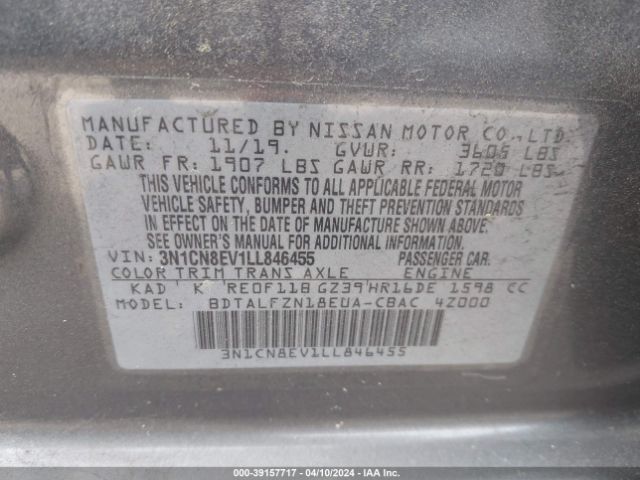 MANUFACTURED BY NISSAN MOTOR CO., LTD.
DATE: 11/19. GVWR: 3605 LBS
GAWR FR: 1907 LBS GAWR RR: 1720 LBS
THIS VEHICLE CONFORMS TO ALL APPLICABLE FEDERAL MOTOR
VEHICLE SAFETY, BUMPER AND THEFT PREVENTION STANDARDS
IN EFFECT ON THE DATE OF MANUFACTURE SHOWN ABOVE.
SEE OWNER'S MANUAL FOR ADDITIONAL INFORMATION.
VIN: 3N1CN8EV1LL846455 PASSENGER CAR.
COLOR TRIM TRANS AXLE ENGINE
KAD K RE0F11B GZ39 HR16DE 1598 CC
MODEL: BDTALFZN18EUA-CBAC 4Z000
3N1CN8EV1LL846455
000-39157717 - 04/10/2024 - IAA Inc.